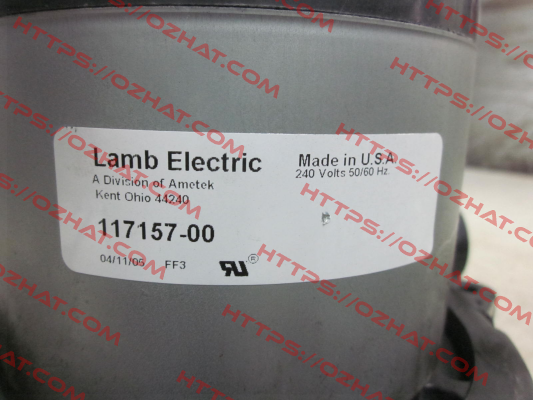 Lamb Electric
A Division of Ametek
Kent Ohio 44240
117157-00
04/11/06 FF3
Made in U.S.A
240 Volts 50/60 Hz.
HTTPS://OZHAT.COM